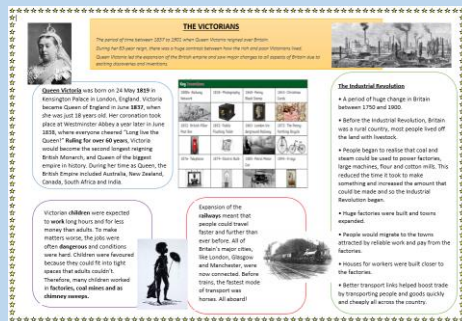 THE VICTORIANS
The period of time between 1837 to 1901, when Queen Victoria reigned over Britain.
During her 63-year reign, there was a huge contrast between how the rich and poor Victorians lived.
Queen Victoria led the expansion of the British empire and saw major changes to all aspects of Britain due to
exciting discoveries and inventions.
Queen Victoria was born on 24 May 1819 in
Kensington Palace in London, England. Victoria
became Queen of England in June 1837, when
she was just 18 years old. Her coronation took
place at Westminster Abbey a year later in June
1838, where everyone cheered "Long live the
Queen!" Ruling for over 60 years, Victoria
would become the second longest reigning
British Monarch, and Queen of the biggest
empire in history. During her time as Queen, the
British Empire included Australia, New Zealand,
Canada, South Africa and India.
Key Inventions
The Industrial Revolution
• A period of huge change in Britain
between 1750 and 1900.
• Before the Industrial Revolution, Britain
was a rural country, most people lived off
the land with livestock.
• People began to realise that coal and
steam could be used to power factories,
large machines, flour and cotton mills. This
reduced the time it took to make
something and increased the amount that
could be made and so the Industrial
Revolution began.
• Huge factories were built and towns
expanded.
• People would migrate to the towns
attracted by reliable work and pay from the
factories.
• Houses for workers were built closer to
the factories.
• Better transport links helped boost trade
by transporting people and goods quickly
and cheaply all across the country.
Victorian children were expected
to work long hours and for less
money than adults. To make
matters worse, the jobs were
often dangerous and conditions
were hard. Children were favoured
because they could fit into tight
spaces that adults couldn't.
Therefore, many children worked
in factories, coal mines and as
chimney sweeps.
Expansion of the
railways meant that
people could travel
faster and further than
ever before. All of
Britain's major cities,
like London, Glasgow
and Manchester, were
now connected. Before
trains, the fastest mode
of transport was
horses. All aboard!